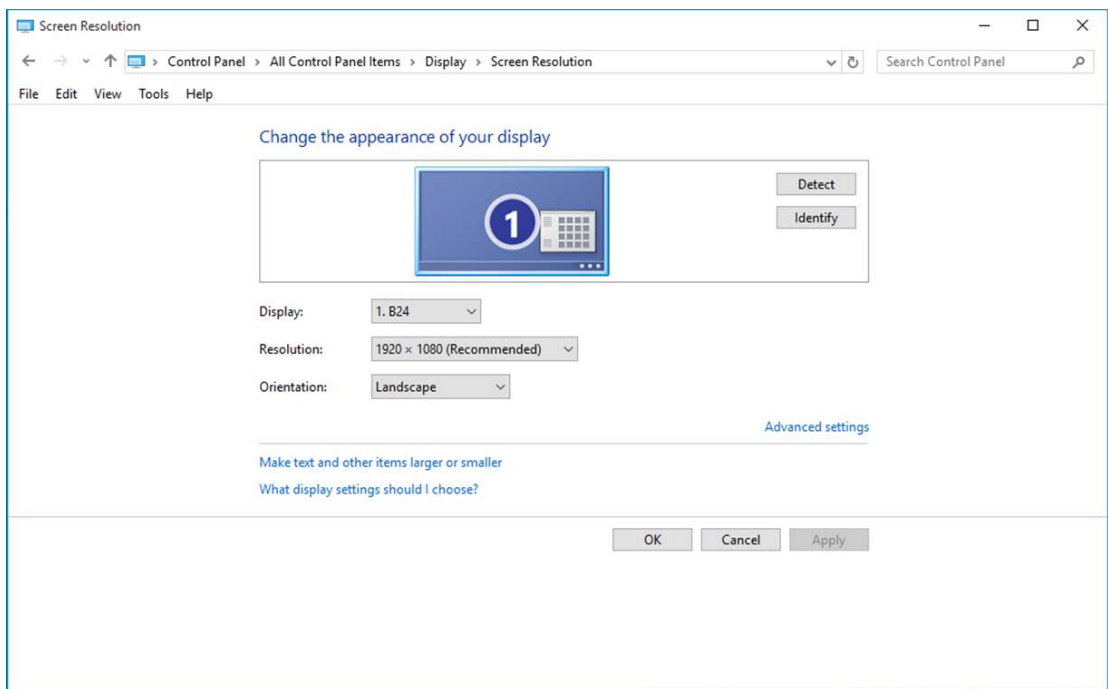 Screen Resolution
Control Panel > All Control Panel Items > Display > Screen Resolution
Search Control Panel
File Edit View Tools Help
Change the appearance of your display
1
Detect
Identify
Display: 1. B24
Resolution: 1920 × 1080 (Recommended)
Orientation: Landscape
Advanced settings
Make text and other items larger or smaller
What display settings should I choose?
OK Cancel Apply